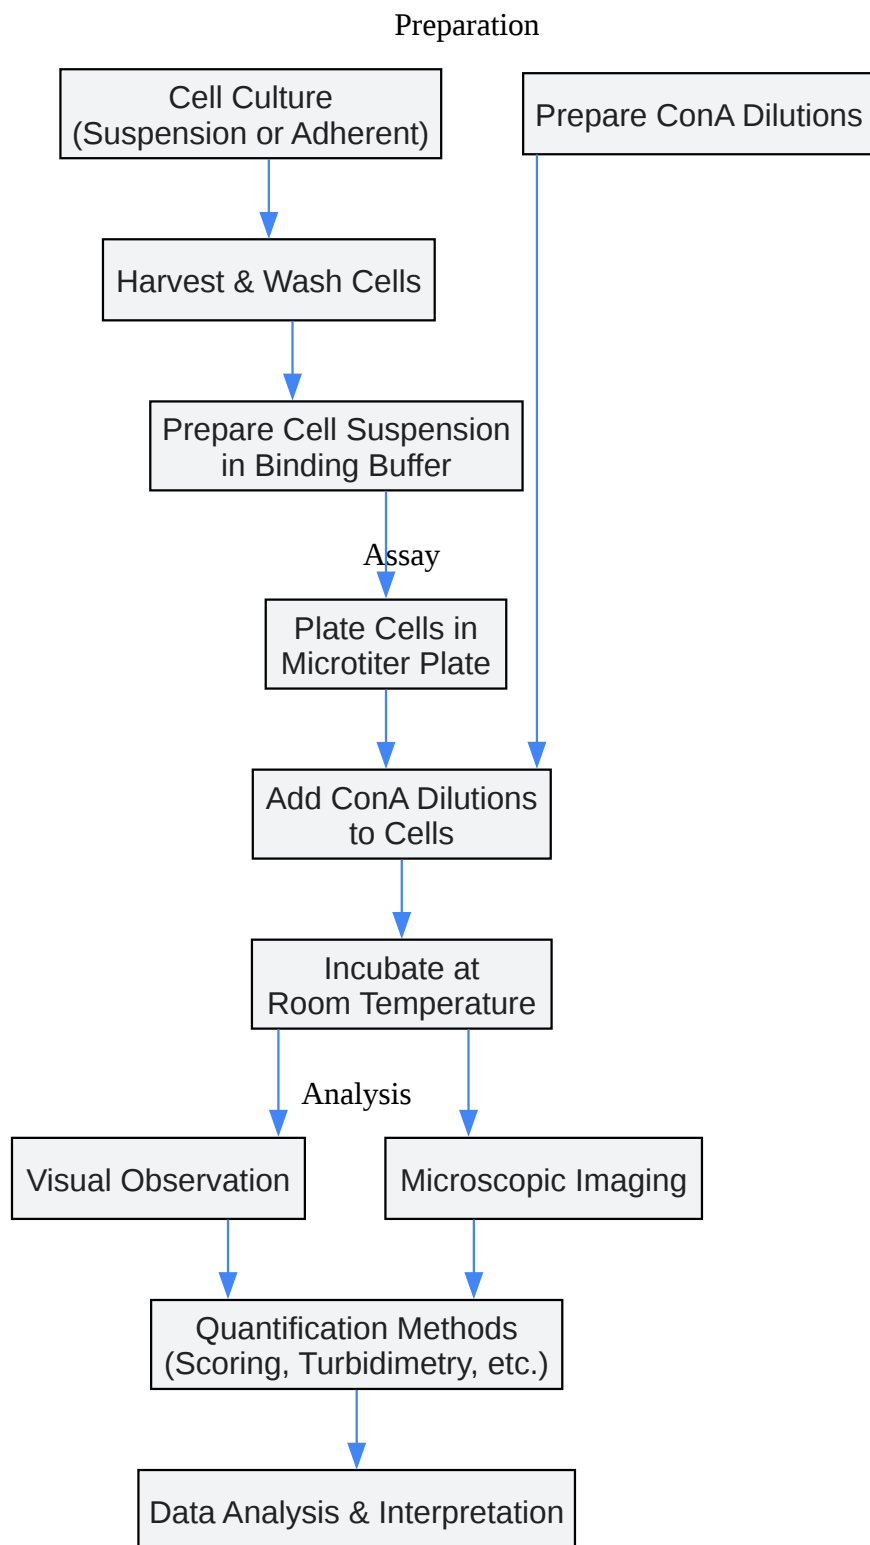 Preparation
Cell Culture
(Suspension or Adherent)
Prepare ConA Dilutions
Harvest & Wash Cells
Prepare Cell Suspension
in Binding Buffer
Assay
Plate Cells in
Microtiter Plate
Add ConA Dilutions
to Cells
Incubate at
Room Temperature
Analysis
Visual Observation
Microscopic Imaging
Quantification Methods
(Scoring, Turbidimetry, etc.)
Data Analysis & Interpretation